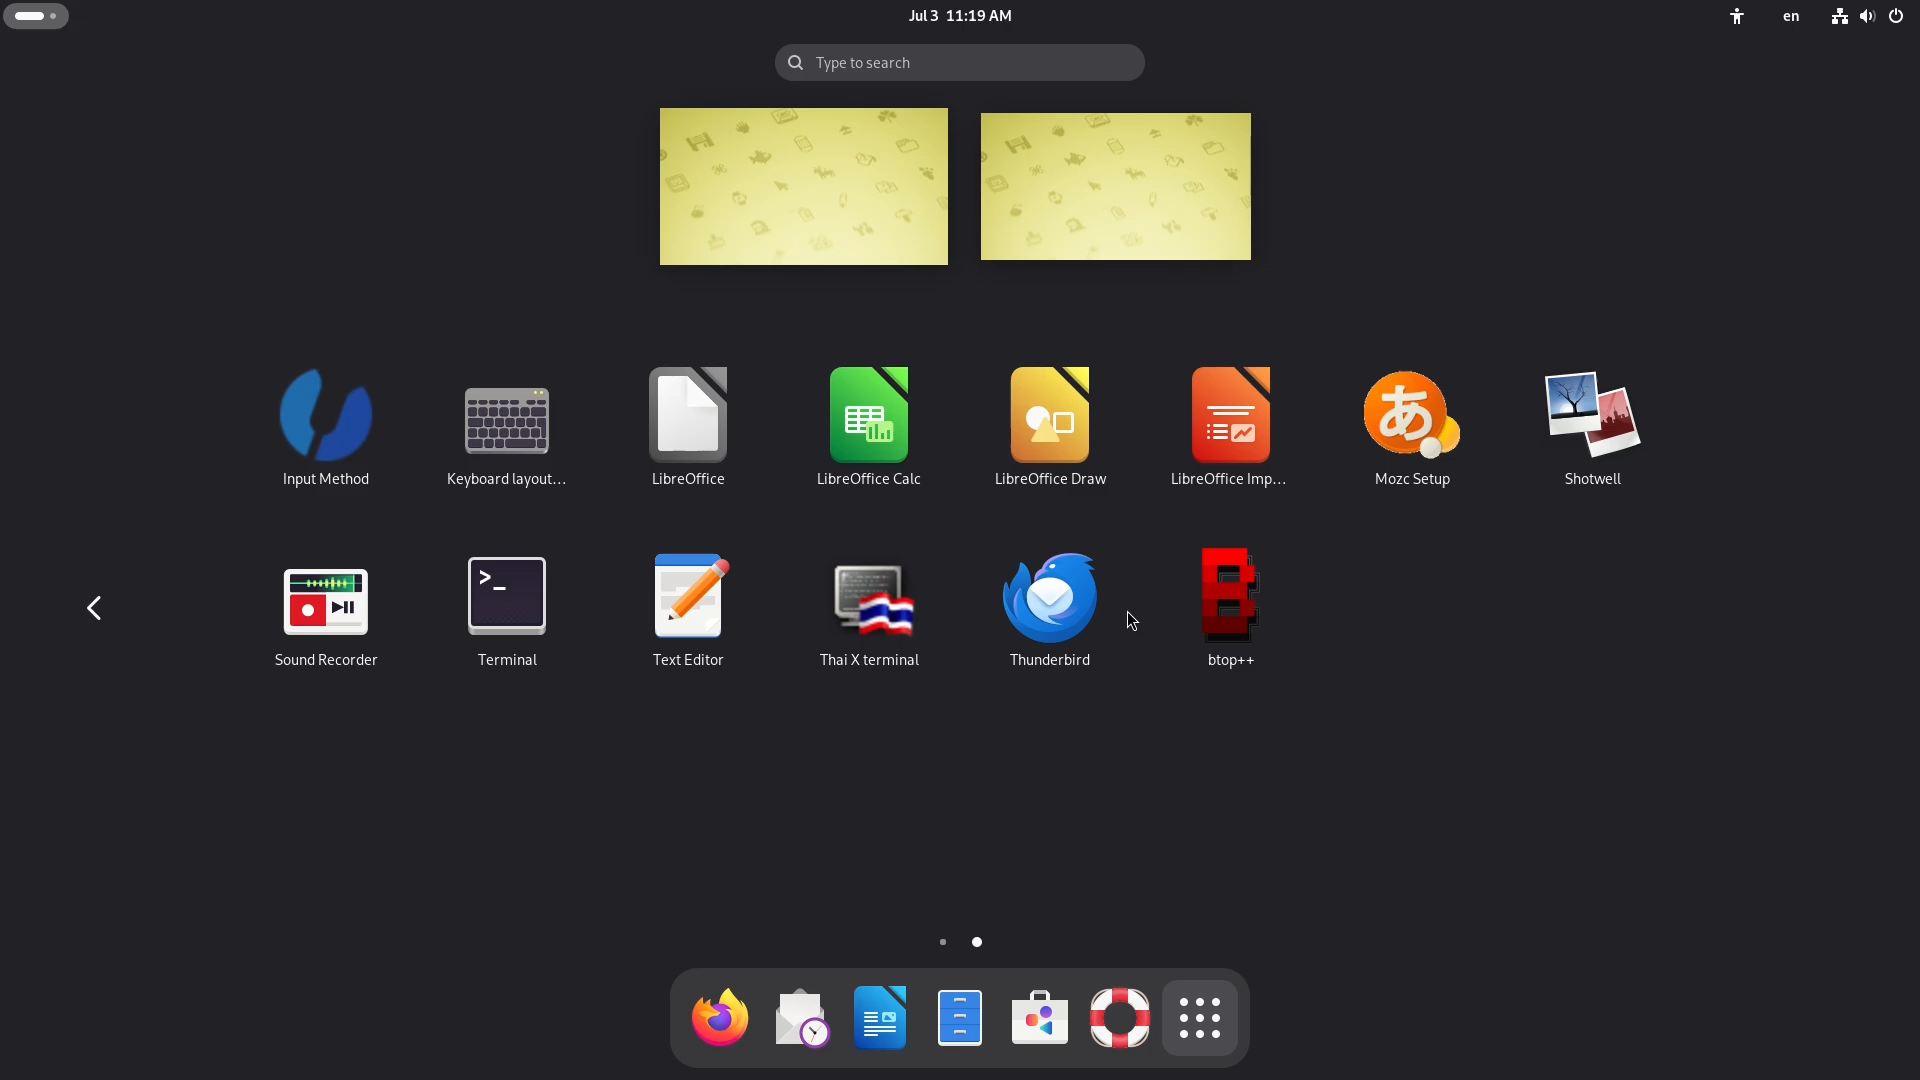 Jul 3 11:19 AM
en
Type to search
Input Method
Keyboard layout...
LibreOffice
LibreOffice Calc
LibreOffice Draw
LibreOffice Imp...
あ
Mozc Setup
Shotwell
>_
Sound Recorder
Terminal
Text Editor
Thai X terminal
Thunderbird
B
btop++